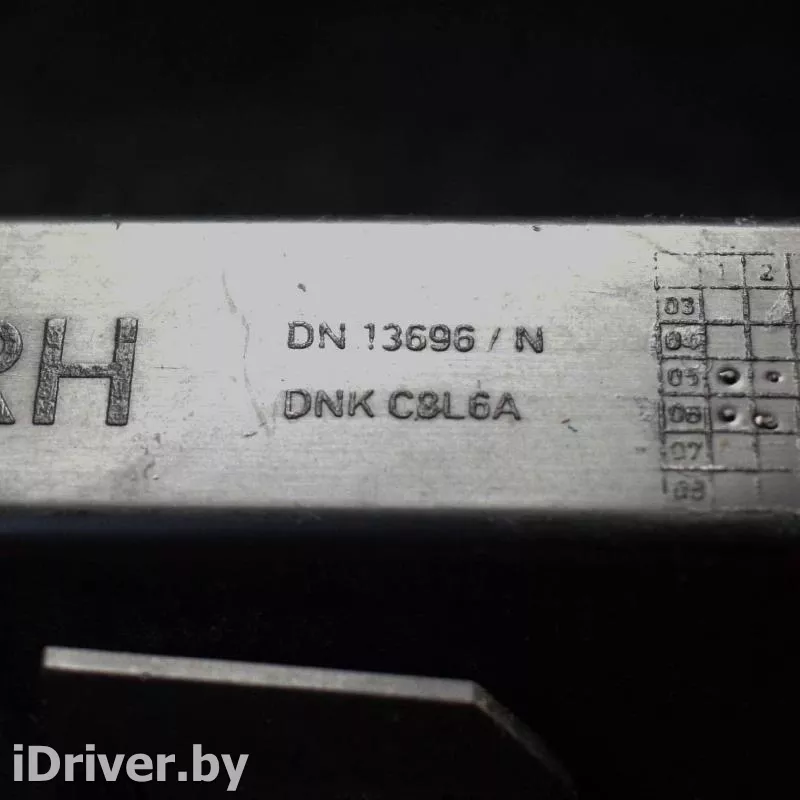 RH
DN 13696 / N
DNK C8L6A
1 2
03
04
05
06
07
08
iDriver.by